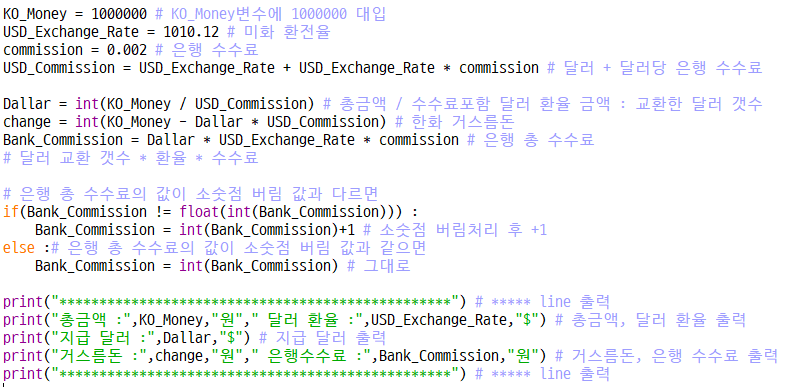 KO_Money = 1000000 # KO_Money변수에 1000000 대입
USD_Exchange_Rate = 1010.12 # 미화 환전율
commission = 0.002 # 은행 수수료
USD_Commission = USD_Exchange_Rate + USD_Exchange_Rate * commission # 달러 + 달러당 은행 수수료

Dallar = int(KO_Money / USD_Commission) # 총금액 / 수수료포함 달러 환율 금액 : 교환한 달러 갯수
change = int(KO_Money - Dallar * USD_Commission) # 한화 거스름돈
Bank_Commission = Dallar * USD_Exchange_Rate * commission # 은행 총 수수료
# 달러 교환 갯수 * 환율 * 수수료

# 은행 총 수수료의 값이 소숫점 버림 값과 다르면
if(Bank_Commission != float(int(Bank_Commission))) :
    Bank_Commission = int(Bank_Commission)+1 # 소숫점 버림처리 후 +1
else :# 은행 총 수수료의 값이 소숫점 버림 값과 같으면
    Bank_Commission = int(Bank_Commission) # 그대로

print("*************************************************") # ***** line 출력
print("총금액 :",KO_Money,"원"," 달러 환율 :",USD_Exchange_Rate,"$") # 총금액, 달러 환율 출력
print("지급 달러 :",Dallar,"$") # 지급 달러 출력
print("거스름돈 :",change,"원"," 은행수수료 :",Bank_Commission,"원") # 거스름돈, 은행 수수료 출력
print("*************************************************") # ***** line 출력